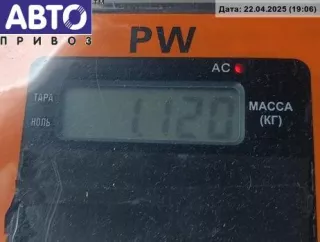 АВТО
ПРИВОЗ
Дата: 22.04.2025 (19:06)
PW
AC
ТАРА
НОЛЬ
1.120
МАССА
(КГ)